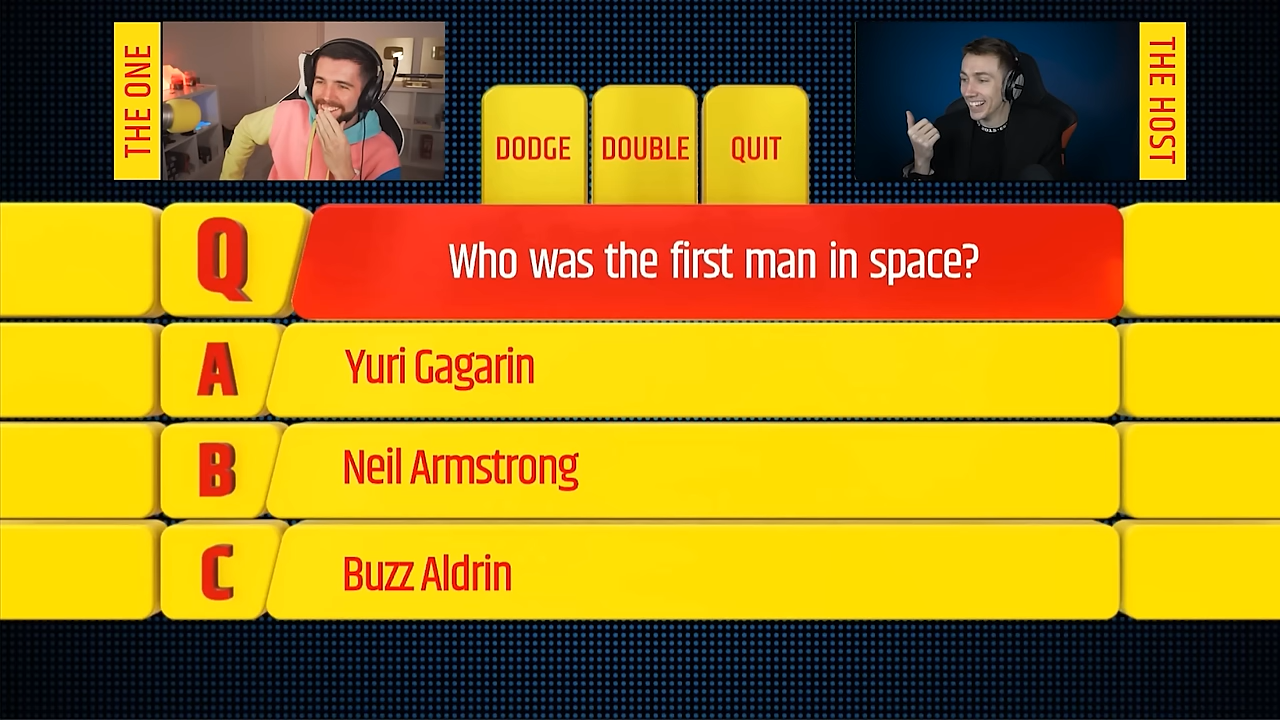 THE ONE
THE HOST
DODGE
DOUBLE
QUIT
Q
Who was the first man in space?
A
Yuri Gagarin
B
Neil Armstrong
C
Buzz Aldrin